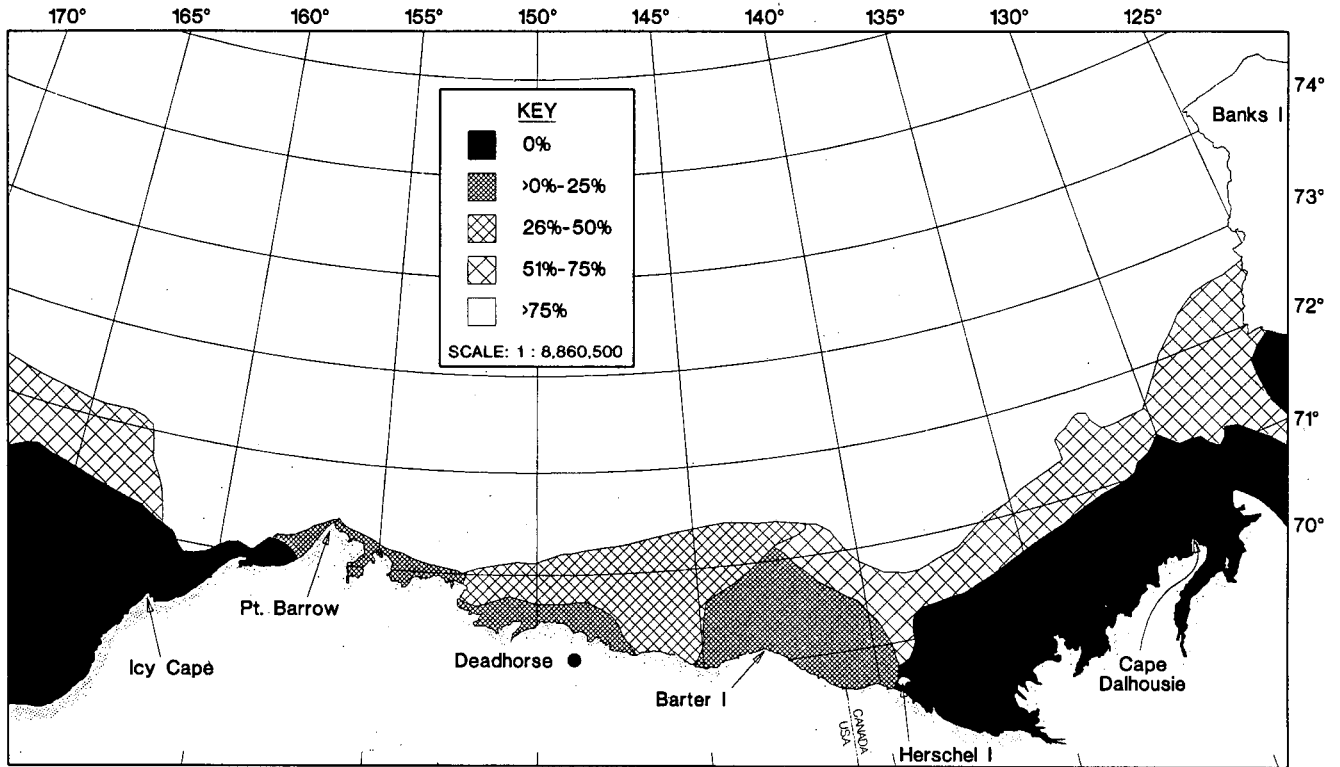 170° 165° 160° 155° 150° 145° 140° 135° 130° 125°
74°
Banks I
KEY
0%
>0%-25%
26%-50%
51%-75%
>75%
SCALE: 1 : 8,860,500
73°
72°
71°
70°
Pt. Barrow
Icy Cape
Deadhorse
Barter I
CANADA
USA
Herschel I
Cape
Dalhousie